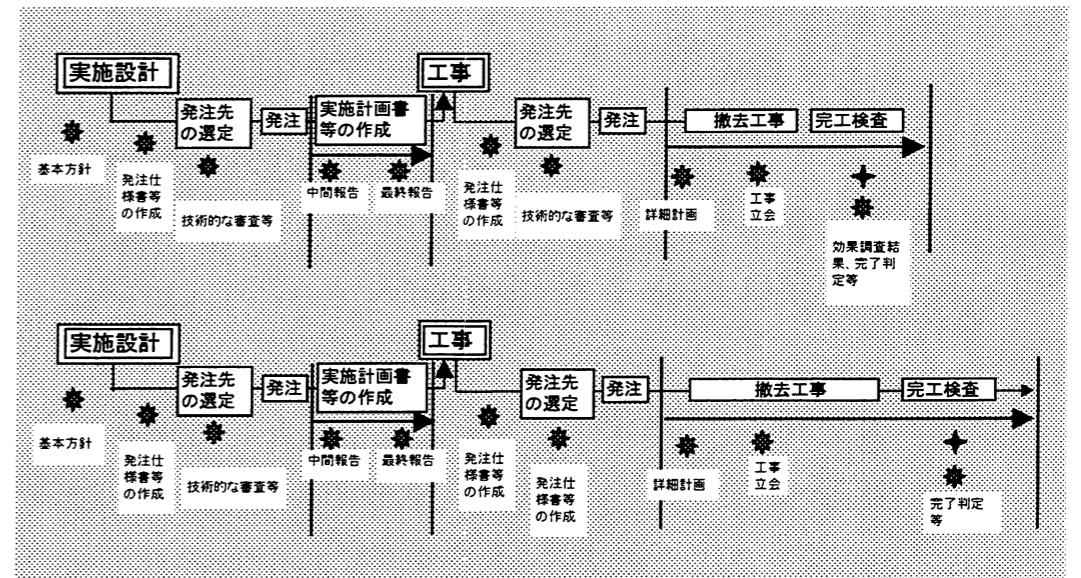 実施設計
工事
発注先
の選定
発注
実施計画書
等の作成
発注先
の選定
発注
撤去工事
完工検査
基本方針
発注仕
様書等
の作成
技術的な審査等
中間報告
最終報告
発注仕
様書等
の作成
技術的な審査等
詳細計画
工事
立会
効果調査結
果、完了判
定等
実施設計
工事
発注先
の選定
発注
実施計画書
等の作成
発注先
の選定
発注
撤去工事
完工検査
基本方針
発注仕
様書等
の作成
技術的な審査等
中間報告
最終報告
発注仕
様書等
の作成
発注仕
様書等
の作成
詳細計画
工事
立会
完了判定
等